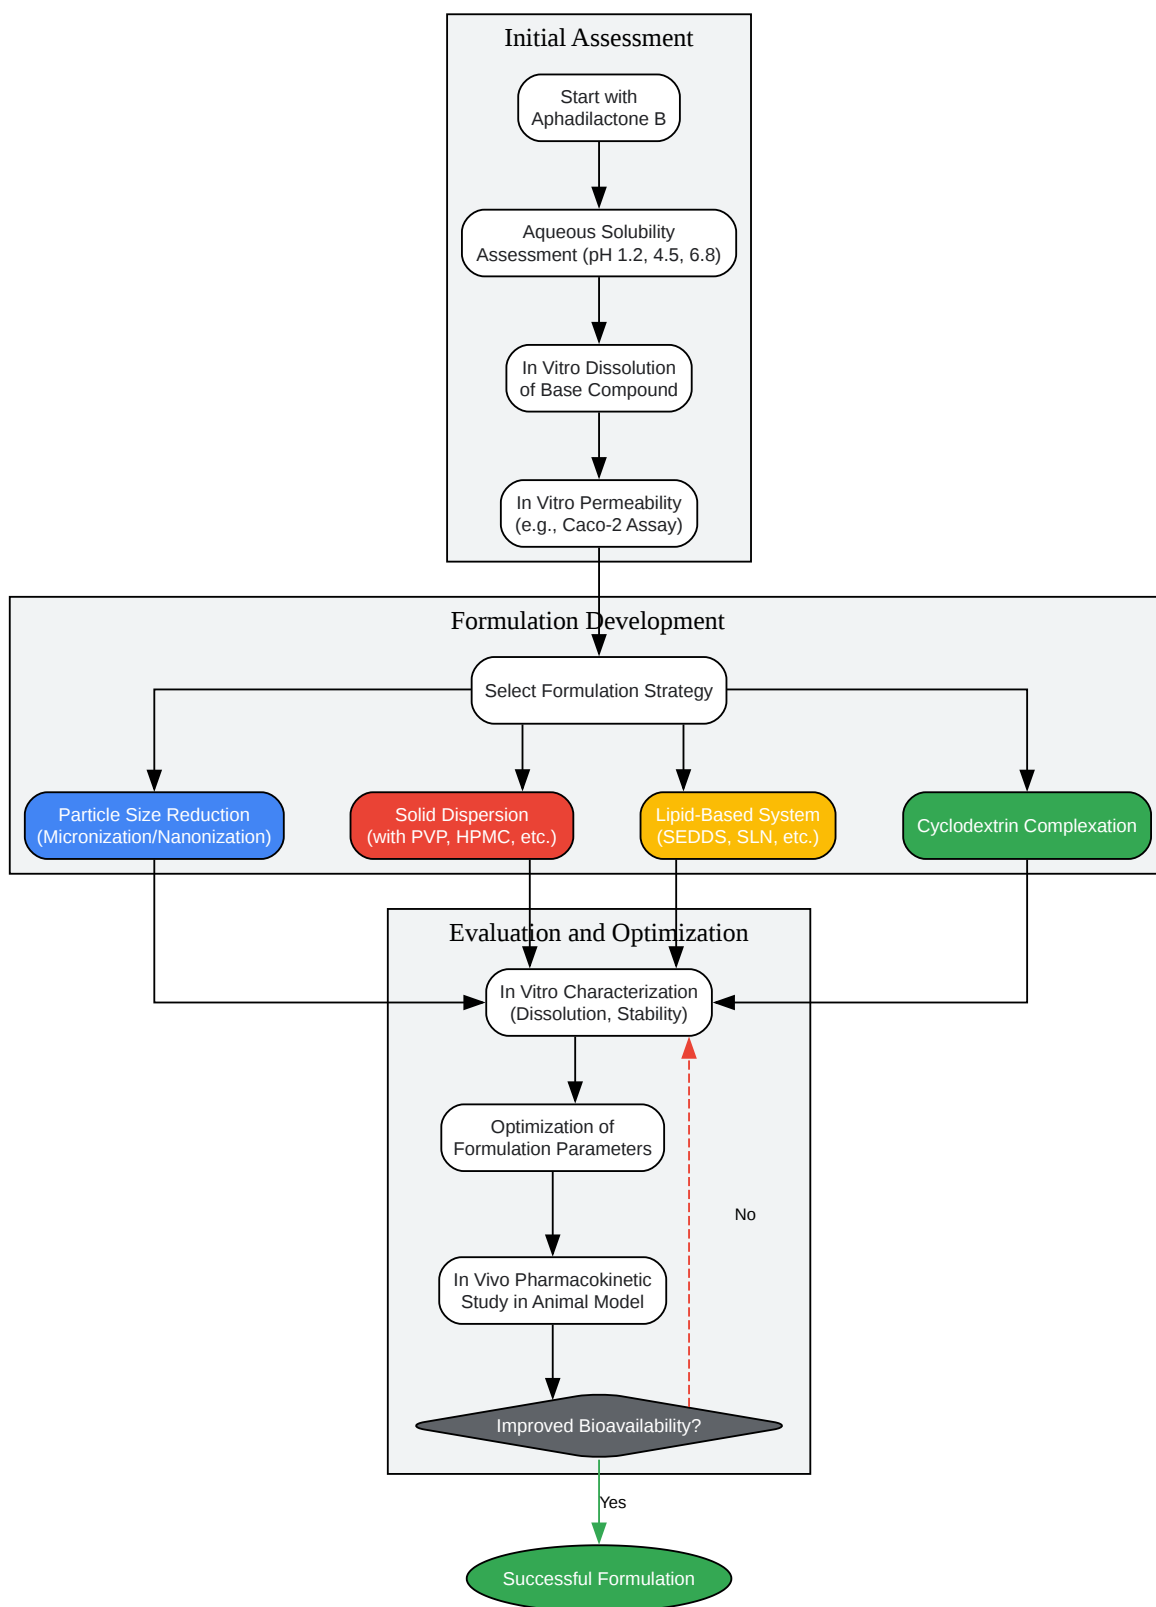 Initial Assessment
Start with
Aphadilactone B
Aqueous Solubility
Assessment (pH 1.2, 4.5, 6.8)
In Vitro Dissolution
of Base Compound
In Vitro Permeability
(e.g., Caco-2 Assay)
Formulation Development
Select Formulation Strategy
Particle Size Reduction
(Micronization/Nanonization)
Solid Dispersion
(with PVP, HPMC, etc.)
Lipid-Based System
(SEDDS, SLN, etc.)
Cyclodextrin Complexation
Evaluation and Optimization
In Vitro Characterization
(Dissolution, Stability)
Optimization of
Formulation Parameters
No
In Vivo Pharmacokinetic
Study in Animal Model
Improved Bioavailability?
Yes
Successful Formulation